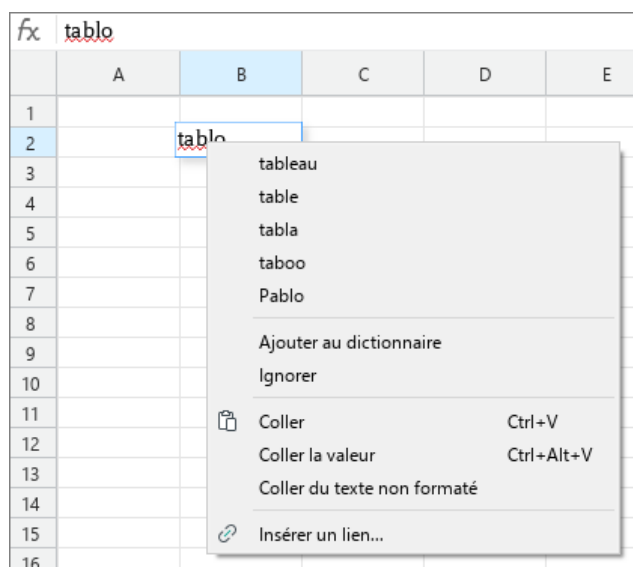 fx tablo
A B C D E
1
2 tablo
3
4
5
6
7
8
9
10
11
12
13
14
15
16
tableau
table
tabla
taboo
Pablo
Ajouter au dictionnaire
Ignorer
Coller Ctrl+V
Coller la valeur Ctrl+Alt+V
Coller du texte non formaté
Insérer un lien...